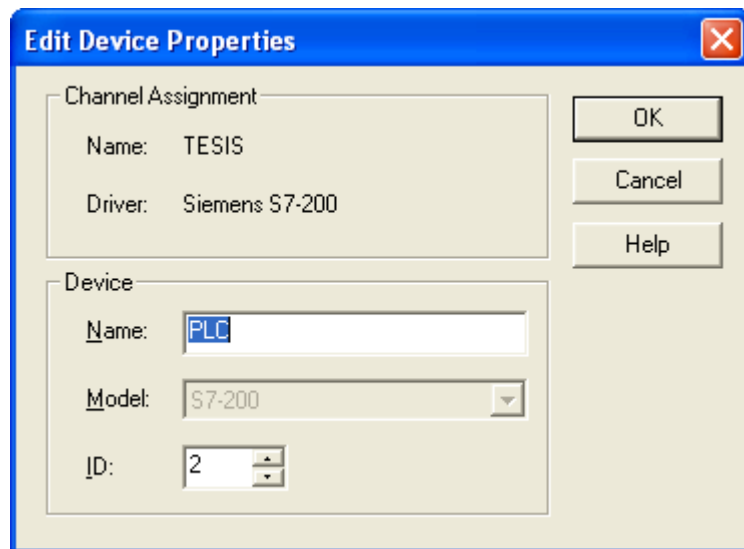 Edit Device Properties
Channel Assignment
Name: TESIS
Driver: Siemens S7-200
OK
Cancel
Help
Device
Name: PLC
Model: S7-200
ID: 2